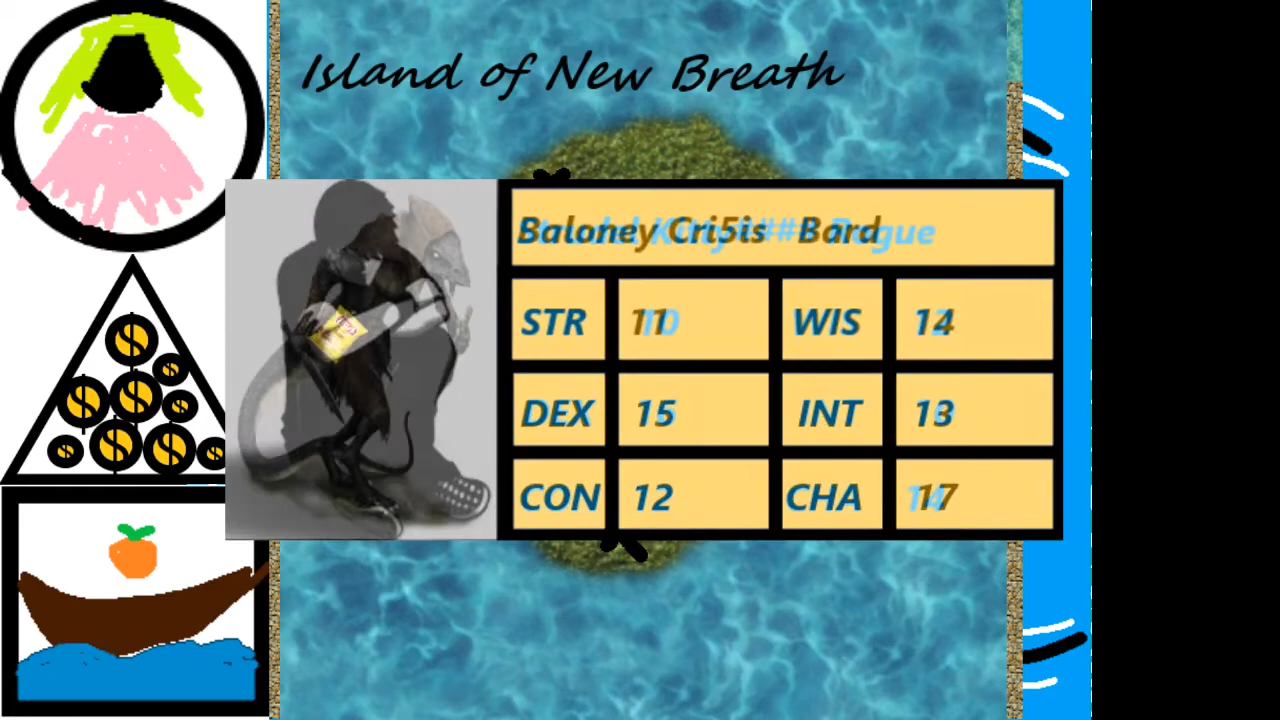 Island of New Breath
Baloney Cri5is Bard
STR 11 WIS 14
DEX 15 INT 13
CON 12 CHA 17